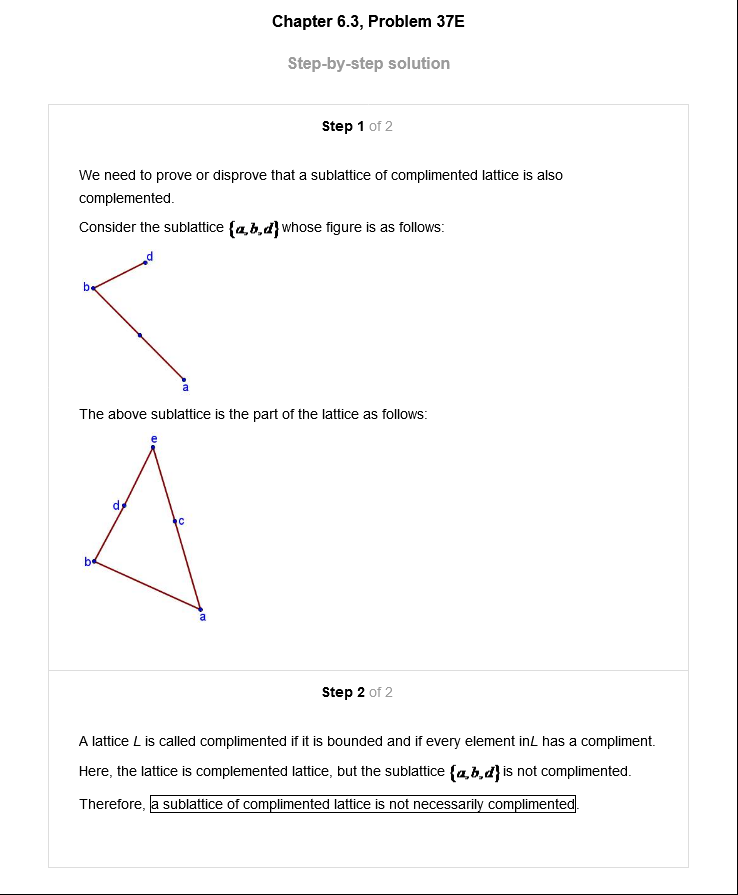 Chapter 6.3, Problem 37E
Step-by-step solution
Step 1 of 2
We need to prove or disprove that a sublattice of complimented lattice is also
complemented.
Consider the sublattice {a,b,d} whose figure is as follows:
d
b
a
The above sublattice is the part of the lattice as follows:
e
d
c
b
a
Step 2 of 2
A lattice L is called complimented if it is bounded and if every element inL has a compliment.
Here, the lattice is complemented lattice, but the sublattice {a,b,d} is not complimented.
Therefore, a sublattice of complimented lattice is not necessarily complimented.